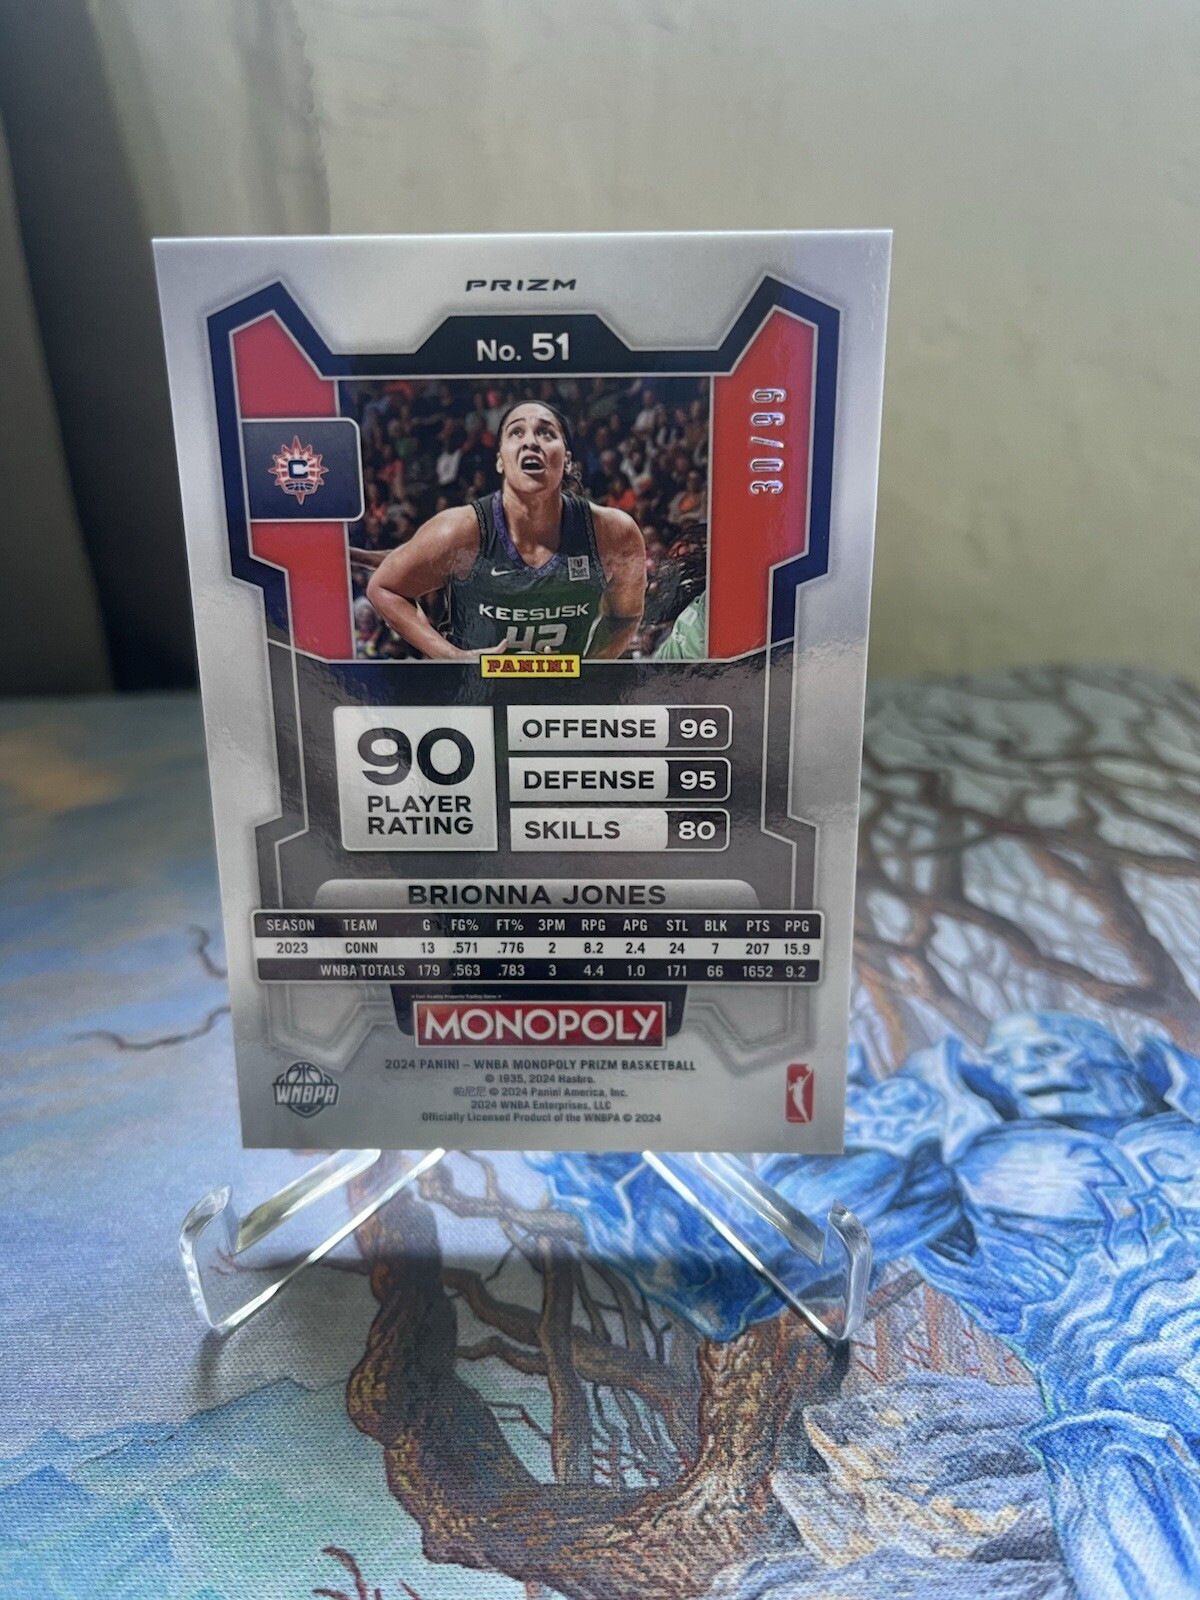 PRIZM
No. 51
30/99
C
KEESUSK
42
PANINI
90
PLAYER
RATING
OFFENSE 96
DEFENSE 95
SKILLS 80
BRIONNA JONES
SEASON TEAM G FG% FT% 3PM RPG APG STL BLK PTS PPG
2023 CONN 13 .571 .776 2 8.2 2.4 24 7 207 15.9
WNBA TOTALS 179 .563 .783 3 4.4 1.0 171 66 1652 9.2
MONOPOLY
2024 PANINI – WNBA MONOPOLY PRIZM BASKETBALL
© 1935, 2024 Hasbro.
© 2024 Panini America, Inc.
2024 WNBA Enterprises, LLC
Officially Licensed Product of the WNBPA © 2024
WNBPA